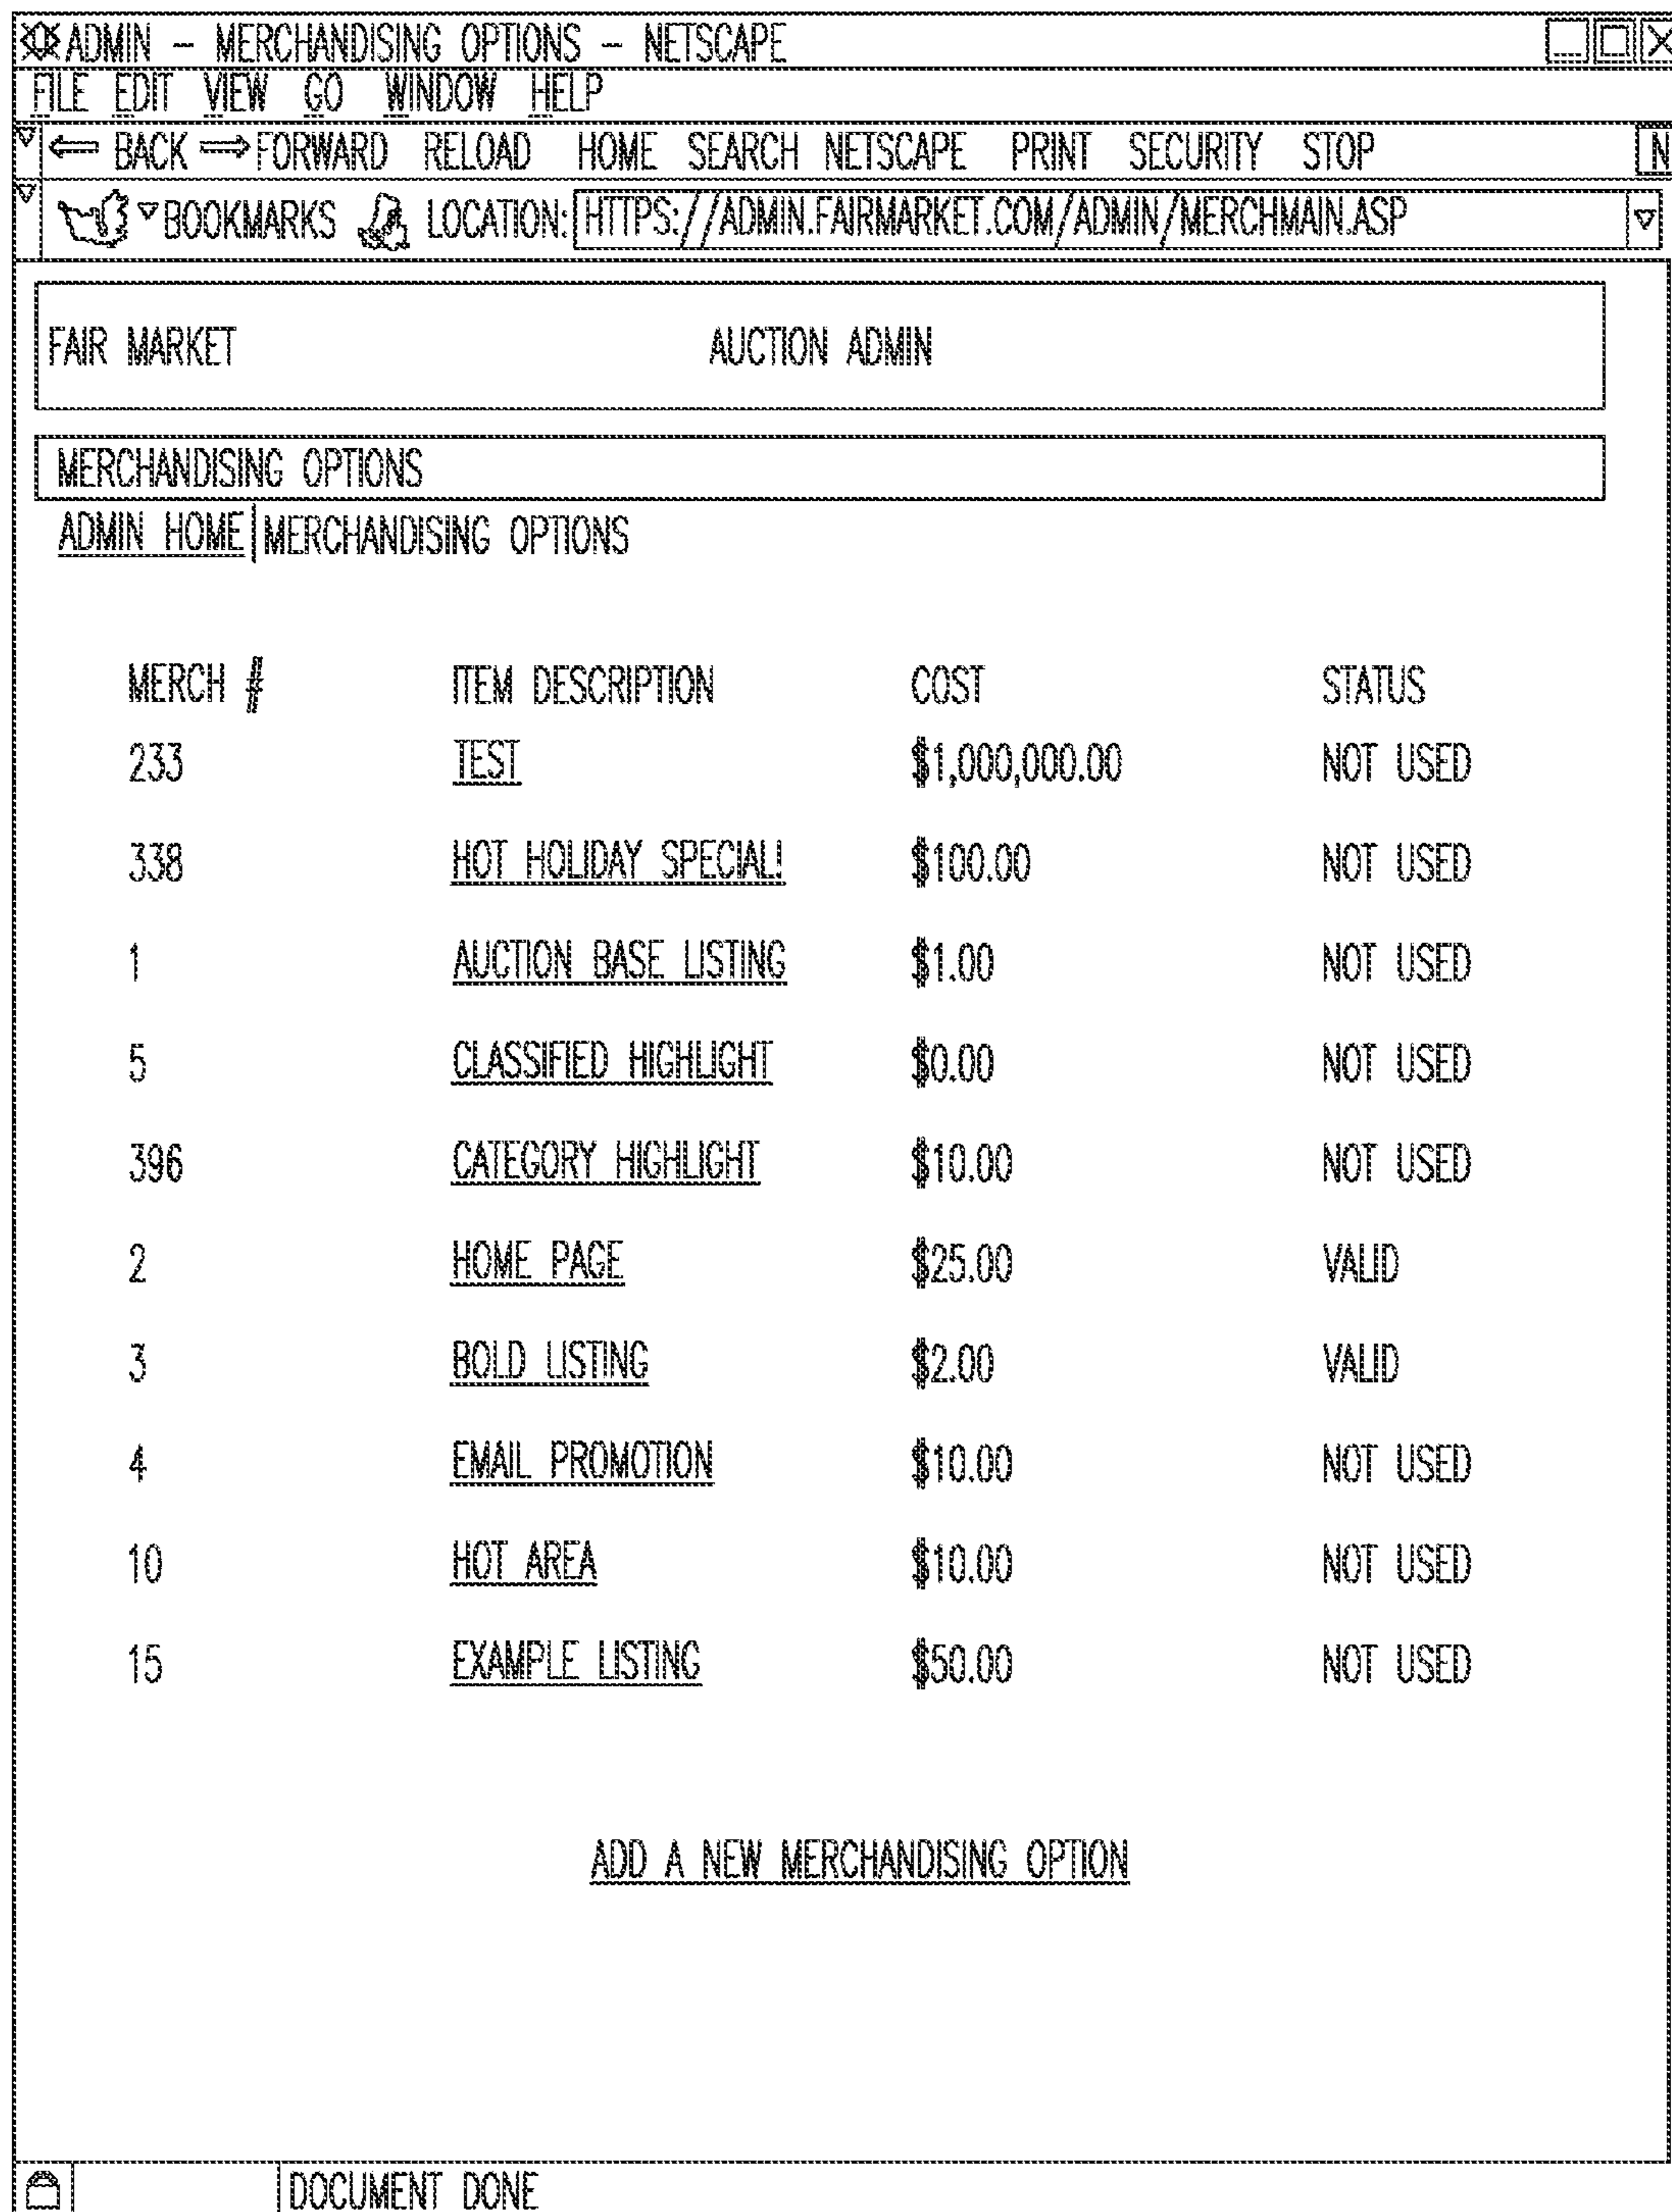 ADMIN – MERCHANDISING OPTIONS – NETSCAPE
FILE EDIT VIEW GO WINDOW HELP
BACK FORWARD RELOAD HOME SEARCH NETSCAPE PRINT SECURITY STOP N
BOOKMARKS LOCATION: HTTPS://ADMIN.FAIRMARKET.COM/ADMIN/MERCHMAIN.ASP
FAIR MARKET AUCTION ADMIN
MERCHANDISING OPTIONS
ADMIN HOME|MERCHANDISING OPTIONS
MERCH # ITEM DESCRIPTION COST STATUS
233 TEST $1,000,000.00 NOT USED
338 HOT HOLIDAY SPECIAL! $100.00 NOT USED
1 AUCTION BASE LISTING $1.00 NOT USED
5 CLASSIFIED HIGHLIGHT $0.00 NOT USED
396 CATEGORY HIGHLIGHT $10.00 NOT USED
2 HOME PAGE $25.00 VALID
3 BOLD LISTING $2.00 VALID
4 EMAIL PROMOTION $10.00 NOT USED
10 HOT AREA $10.00 NOT USED
15 EXAMPLE LISTING $50.00 NOT USED
ADD A NEW MERCHANDISING OPTION
DOCUMENT DONE